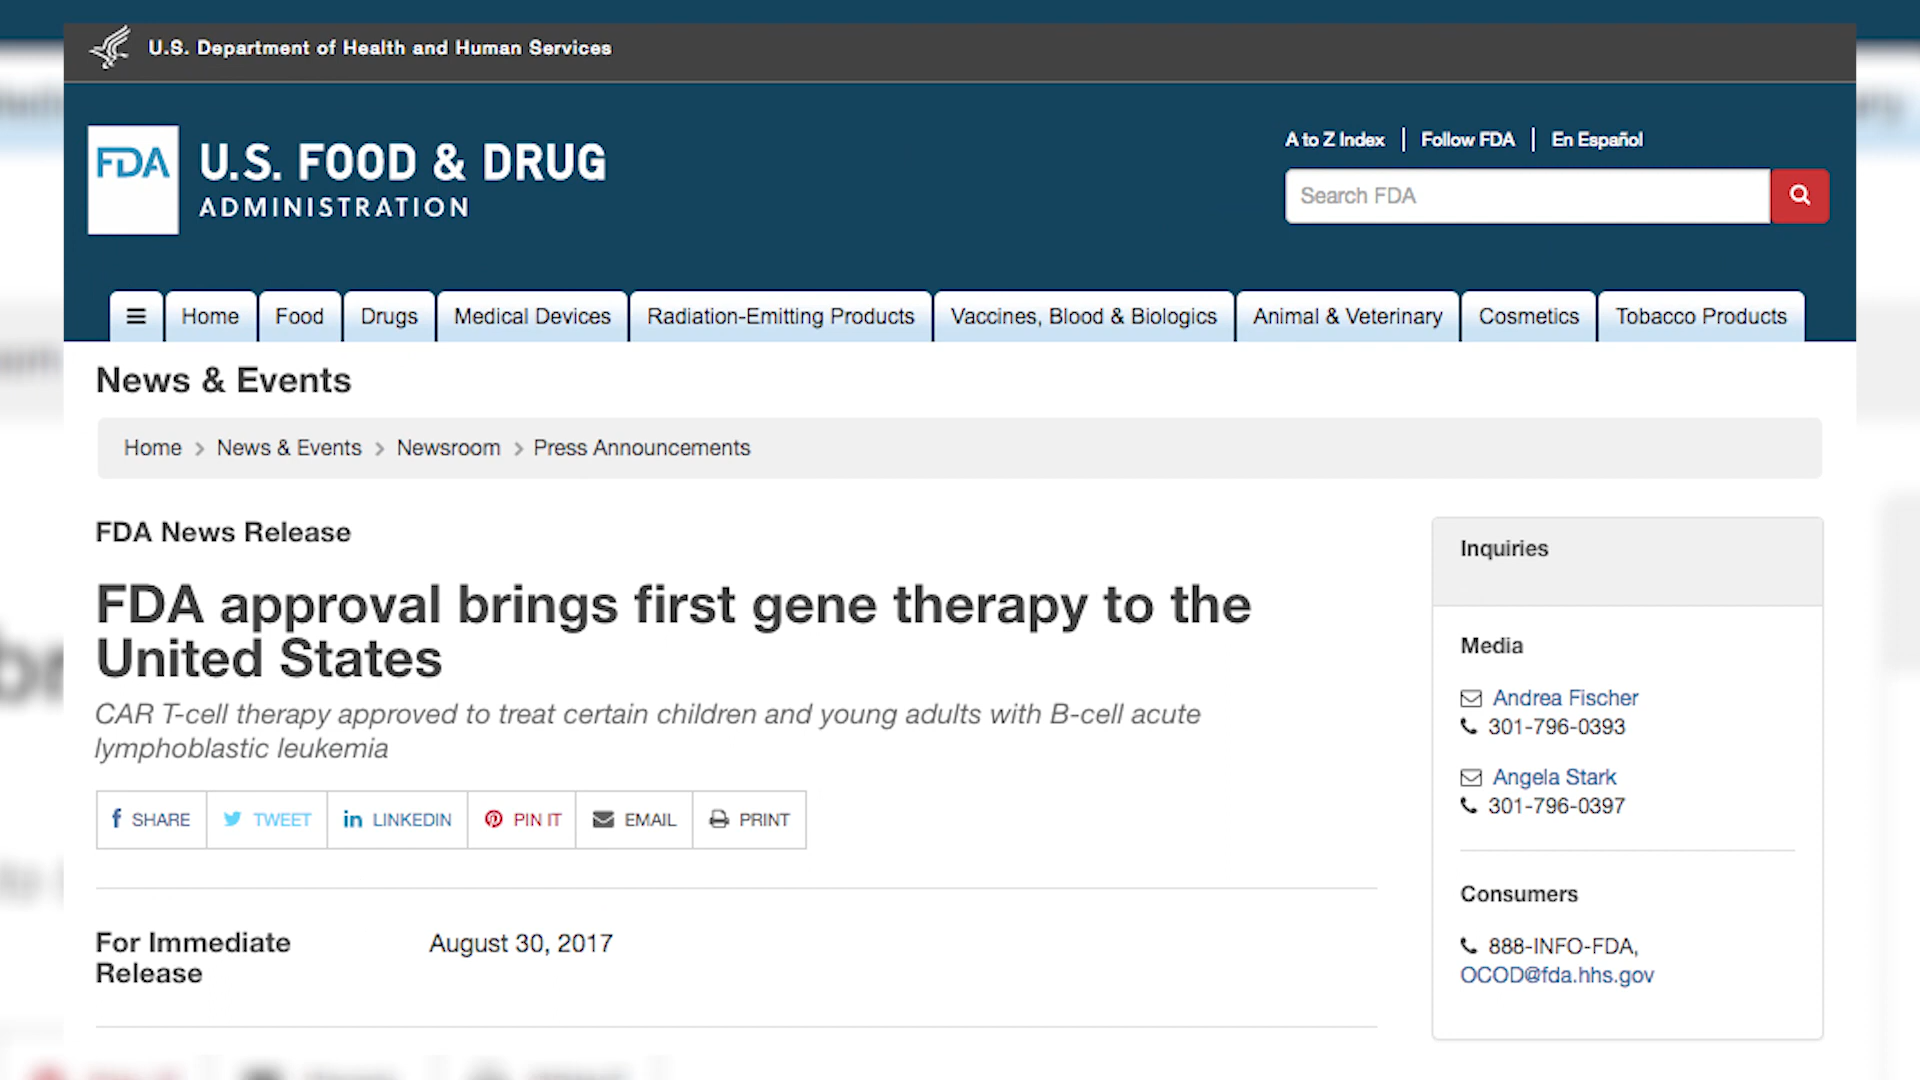 U.S. Department of Health and Human Services
FDA
U.S. FOOD & DRUG
ADMINISTRATION
A to Z Index
Follow FDA
En Español
Search FDA
Home
Food
Drugs
Medical Devices
Radiation-Emitting Products
Vaccines, Blood & Biologics
Animal & Veterinary
Cosmetics
Tobacco Products
News & Events
Home > News & Events > Newsroom > Press Announcements
FDA News Release
FDA approval brings first gene therapy to the
United States
CAR T-cell therapy approved to treat certain children and young adults with B-cell acute
lymphoblastic leukemia
SHARE
TWEET
LINKEDIN
PIN IT
EMAIL
PRINT
For Immediate
Release
August 30, 2017
Inquiries
Media
Andrea Fischer
301-796-0393
Angela Stark
301-796-0397
Consumers
888-INFO-FDA,
OCOD@fda.hhs.gov